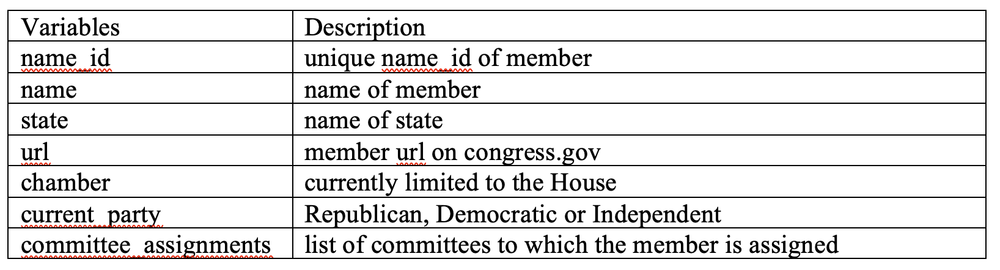 Variables Description
name_id unique name_id of member
name name of member
state name of state
url member url on congress.gov
chamber currently limited to the House
current_party Republican, Democratic or Independent
committee_assignments list of committees to which the member is assigned